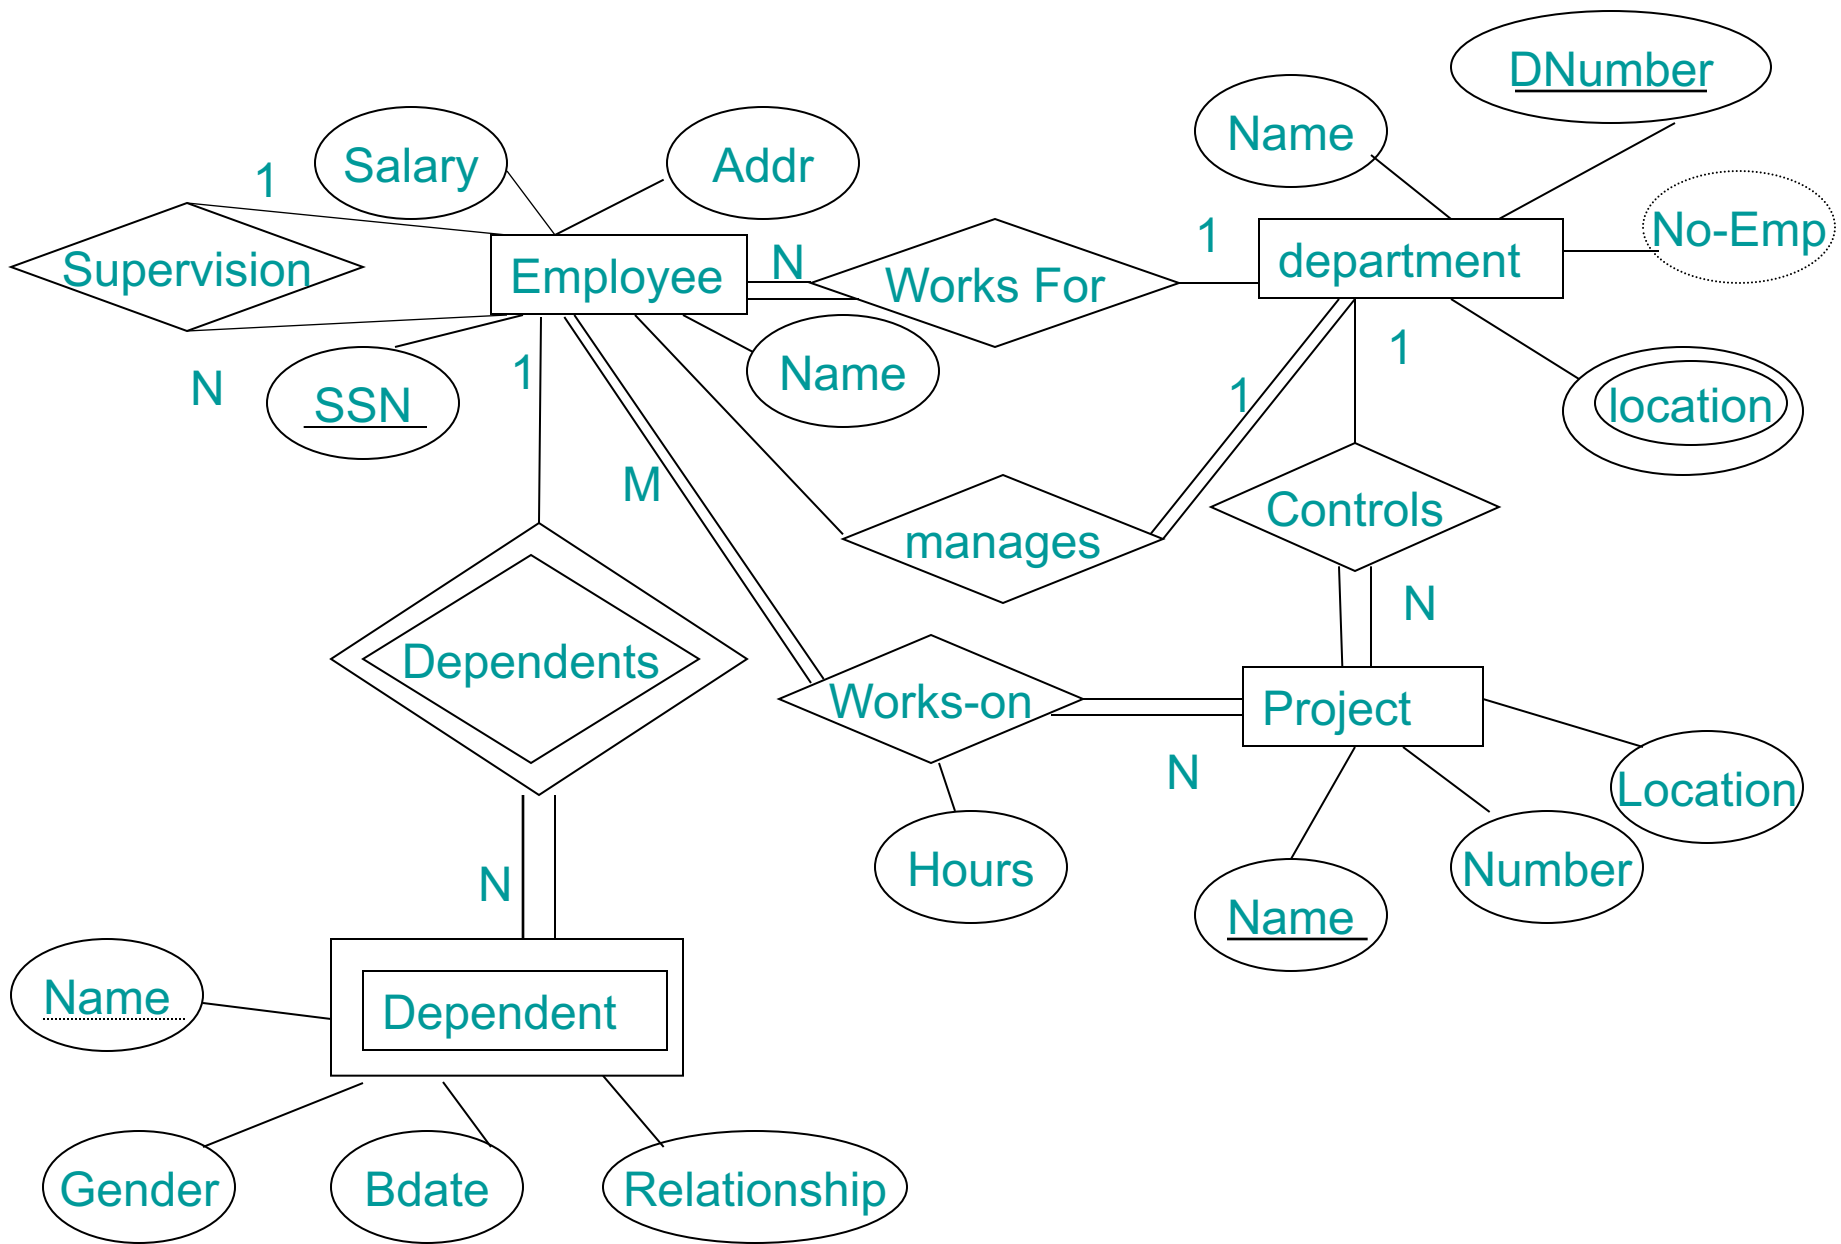 DNumber
Name
Salary
Addr
1
No-Emp
Supervision
Employee
N
Works For
1
department
N
SSN
1
Name
1
1
location
M
manages
Controls
N
Dependents
Works-on
Project
N
Location
Hours
Number
N
Name
Name
Dependent
Gender
Bdate
Relationship